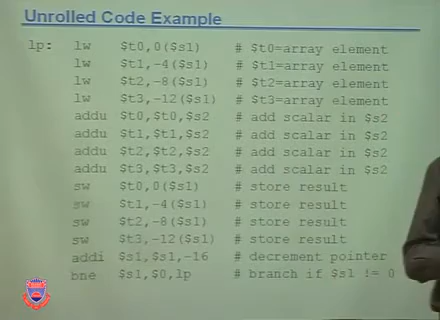 Unrolled Code Example
lp: lw $t0,0($s1) # $t0=array element
lw $t1,-4($s1) # $t1=array element
lw $t2,-8($s1) # $t2=array element
lw $t3,-12($s1) # $t3=array element
addu $t0,$t0,$s2 # add scalar in $s2
addu $t1,$t1,$s2 # add scalar in $s2
addu $t2,$t2,$s2 # add scalar in $s2
addu $t3,$t3,$s2 # add scalar in $s2
sw $t0,0($s1) # store result
sw $t1,-4($s1) # store result
sw $t2,-8($s1) # store result
sw $t3,-12($s1) # store result
addi $s1,$s1,-16 # decrement pointer
bne $s1,$0,lp # branch if $s1 != 0